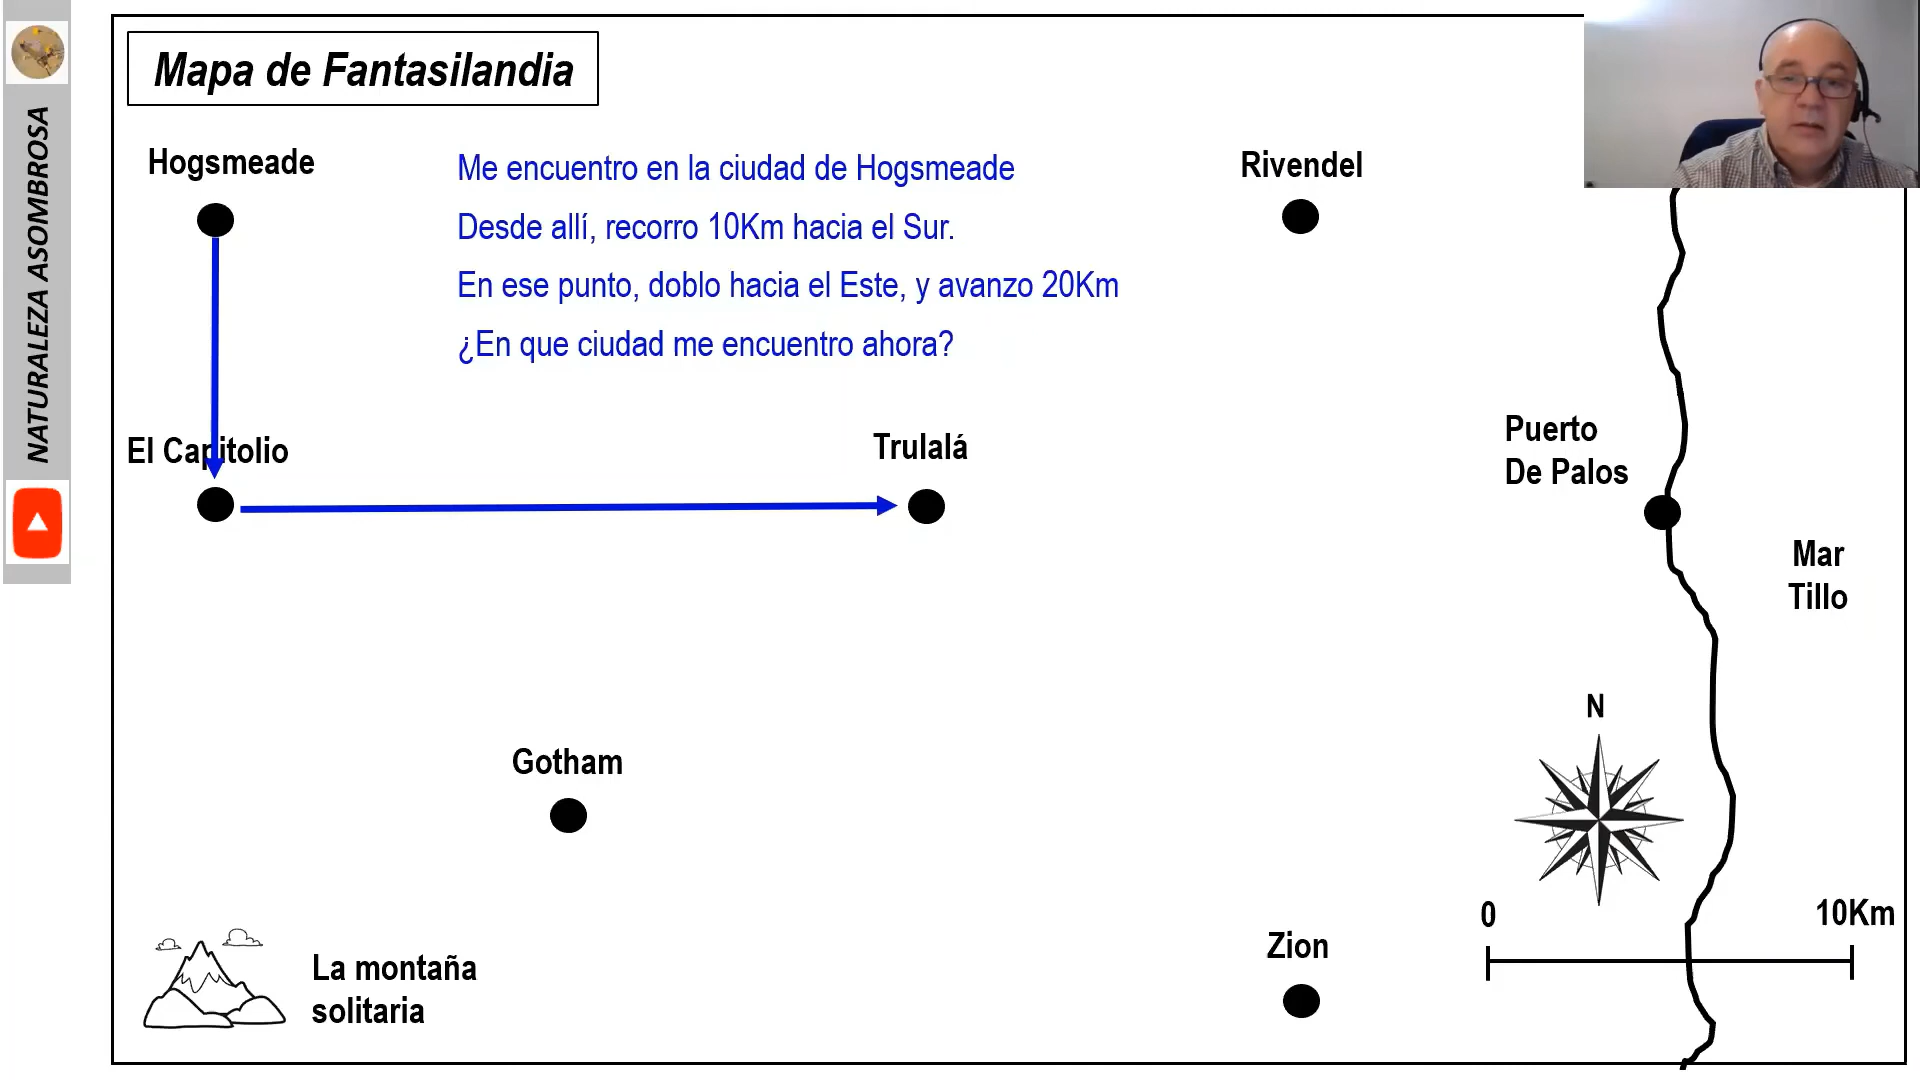 NATURALEZA ASOMBROSA
Mapa de Fantasilandia
Hogsmeade
Me encuentro en la ciudad de Hogsmeade
Desde allí, recorro 10Km hacia el Sur.
En ese punto, doblo hacia el Este, y avanzo 20Km
¿En que ciudad me encuentro ahora?
Rivendel
El Capitolio
Trulalá
Puerto
De Palos
Mar
Tillo
N
Gotham
0
10Km
Zion
La montaña
solitaria